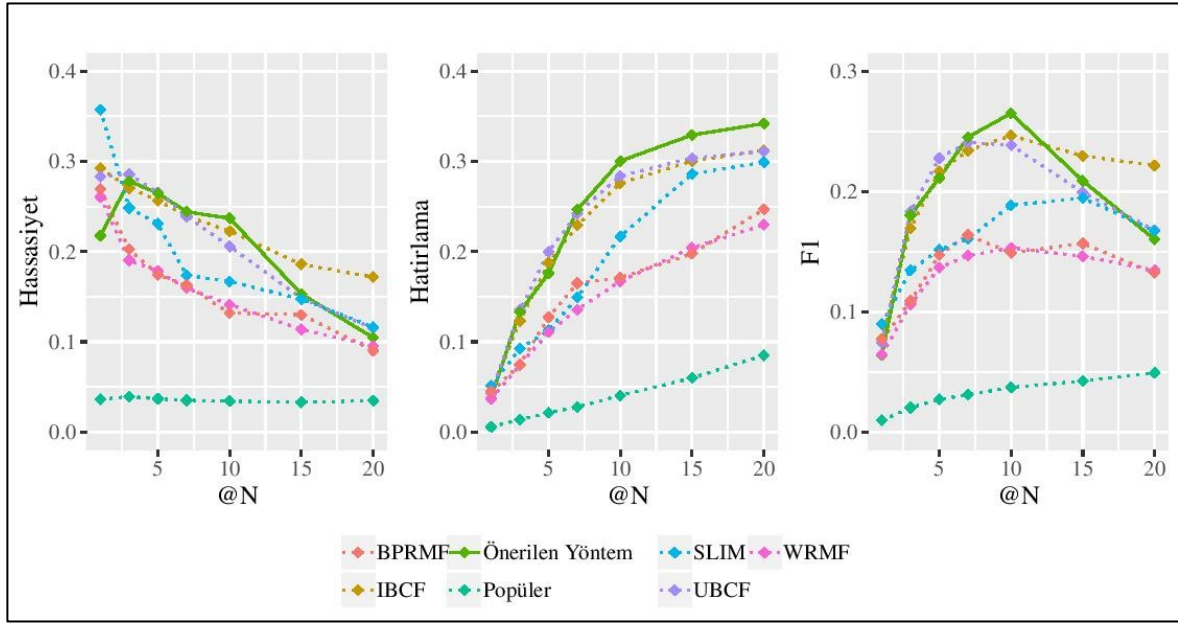 0.4
0.3
0.2
0.1
0.0
Hassasiyet
5 10 15 20
@N
0.4
0.3
0.2
0.1
0.0
Hatırlama
5 10 15 20
@N
0.3
0.2
0.1
0.0
F1
5 10 15 20
@N
BPRMF Önerilen Yöntem SLIM WRMF
IBCF Popüler UBCF